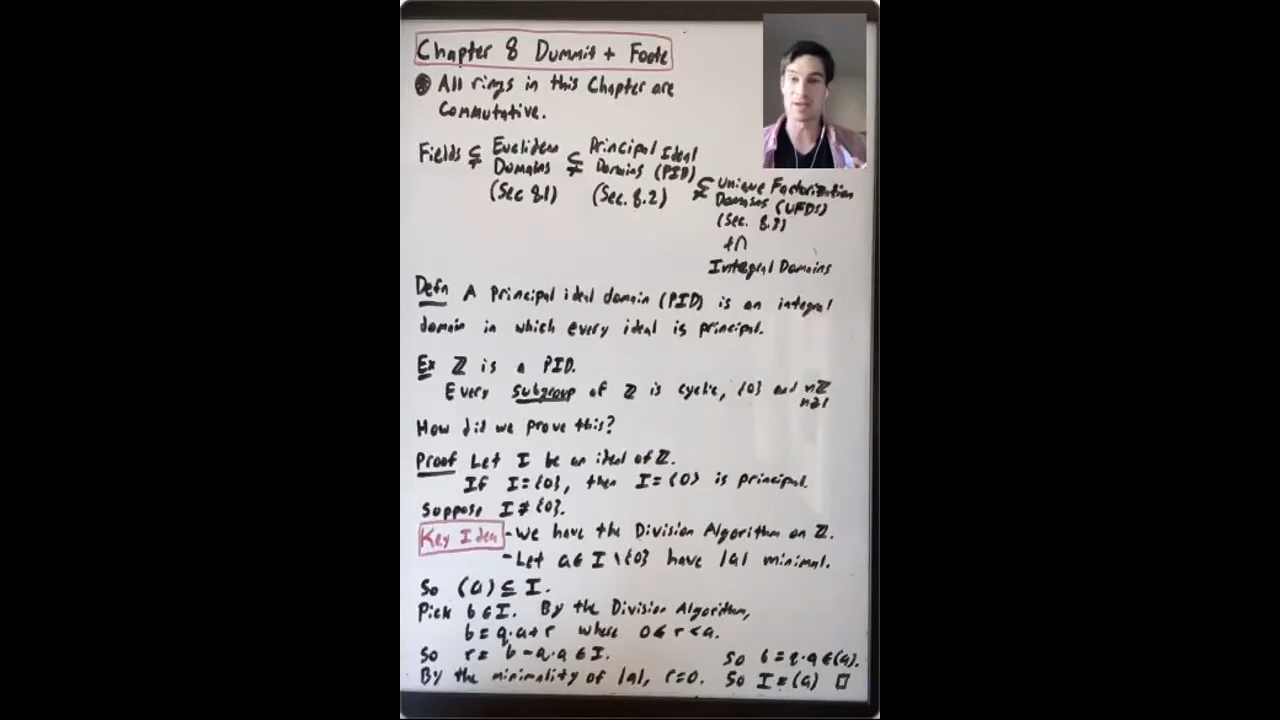 Chapter 8 Dummit + Foote
All rings in this Chapter are
Commutative.
Fields ⊊ Euclidean Domains (Sec 8.1) ⊊ Principal Ideal Domains (PID) (Sec. 8.2) ⊊ Unique Factorization Domains (UFDs) (Sec. 8.3)
≠∩
Integral Domains
Defn A Principal ideal domain (PID) is an integral
domain in which every ideal is principal.
Ex ℤ is a PID.
Every subgroup of ℤ is cyclic, {0} and nℤ
n≥1
How did we prove this?
Proof Let I be an ideal of ℤ.
If I={0}, then I=(0) is principal.
Suppose I≠{0}.
Key Idea - We have the Division Algorithm on ℤ.
- Let a∈I\{0} have |a| minimal.
So (a)⊆I.
Pick b∈I. By the Division Algorithm,
b=q·a+r where 0≤r<a.
So r=b-q·a∈I. So b=q·a∈(a).
By the minimality of |a|, r=0. So I=(a) □